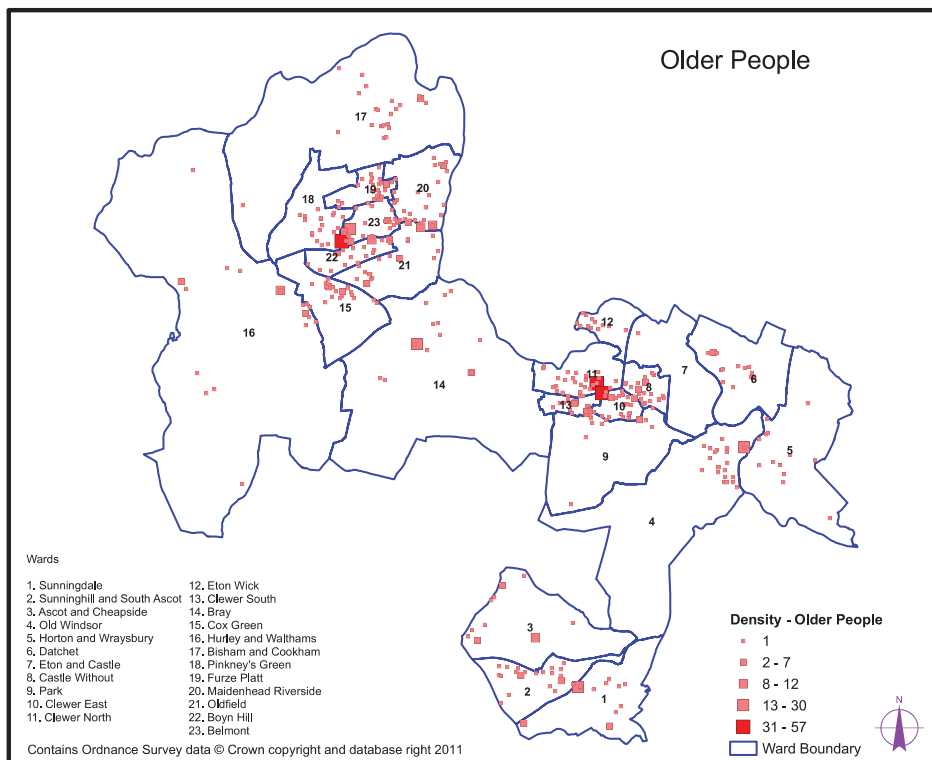 Older People
17
19
20
18
23
22
21
15
16
14
12
7
11
8
6
13
10
9
5
4
3
2
1
Wards
1. Sunningdale
2. Sunninghill and South Ascot
3. Ascot and Cheapside
4. Old Windsor
5. Horton and Wraysbury
6. Datchet
7. Eton and Castle
8. Castle Without
9. Park
10. Clewer East
11. Clewer North
12. Eton Wick
13. Clewer South
14. Bray
15. Cox Green
16. Hurley and Walthams
17. Bisham and Cookham
18. Pinkney's Green
19. Furze Platt
20. Maidenhead Riverside
21. Oldfield
22. Boyn Hill
23. Belmont
Density - Older People
1
2 - 7
8 - 12
13 - 30
31 - 57
Ward Boundary
N
Contains Ordnance Survey data © Crown copyright and database right 2011